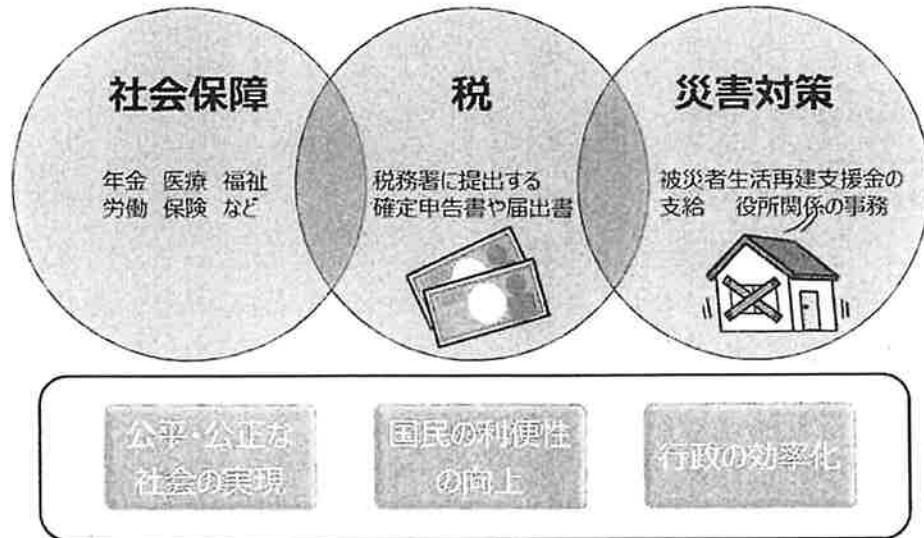 社会保障
年金 医療 福祉
労働 保険 など
税
税務署に提出する
確定申告書や届出書
災害対策
被災者生活再建支援金の
支給 役所関係の事務
公平・公正な
社会の実現
国民の利便性
の向上
行政の効率化